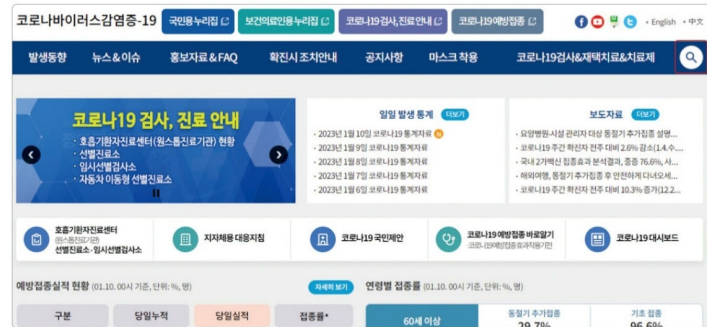 코로나바이러스감염증-19 국민용누리집 보건의료인용누리집 코로나19검사,진료안내 코로나19예방접종 English 中文
발생동향 뉴스&이슈 홍보자료&FAQ 확진시조치안내 공지사항 마스크착용 코로나19검사&재택치료&치료제
코로나19 검사, 진료 안내
· 호흡기환자진료센터(원스톱진료기관) 현황
· 선별진료소
· 임시선별검사소
· 자동차 이동형 선별진료소
일일 발생 통계 더보기
· 2023년 1월 10일 코로나19 통계자료
· 2023년 1월 9일 코로나19 통계자료
· 2023년 1월 8일 코로나19 통계자료
· 2023년 1월 7일 코로나19 통계자료
· 2023년 1월 6일 코로나19 통계자료
보도자료 더보기
· 요양병원·시설 관리자 대상 동절기 추가접종 설명...
· 코로나19 주간 확진자 전주 대비 2.6% 감소(1.4.수....
· 국내 2가백신 접종효과 분석결과, 중증 76.6%, 사...
· 해외여행, 동절기 추가접종 후 안전하게 다녀오세...
· 코로나19 주간 확진자 전주 대비 10.3% 증가(12.2...
호흡기환자진료센터
(원스톱진료기관)
선별진료소·임시선별검사소
지자체용 대응지침
코로나19 국민제안
코로나19 예방접종 바로알기
코로나19예방접종 효과
코로나19 대시보드
예방접종실적 현황 (01.10. 00시 기준, 단위: %, 명) 자세히 보기
구분 당일누적 당일실적 접종률*
연령별 접종률 (01.10. 00시 기준, 단위: %, 명)
60세 이상
동절기 추가접종
29.7%
기초 접종
96.6%